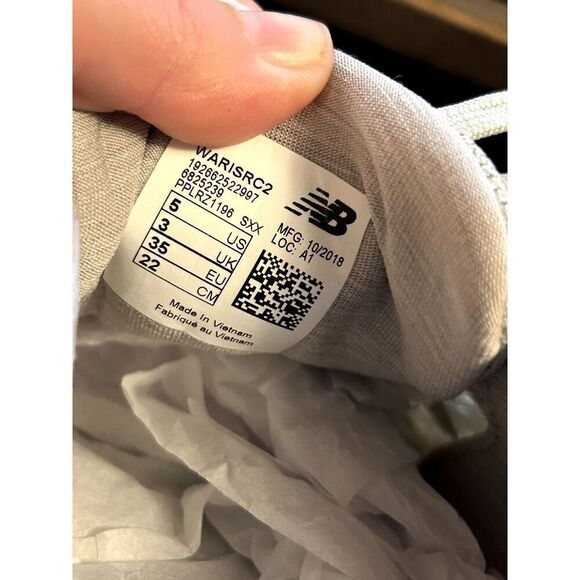 WARISRC2
192662522997
6825239
PPLRZ1196 SXX
5 US
3 UK
35 EU
22 CM
NB
MFG: 10/2018
LOC: A1
Made In Vietnam
Fabriqué au Vietnam